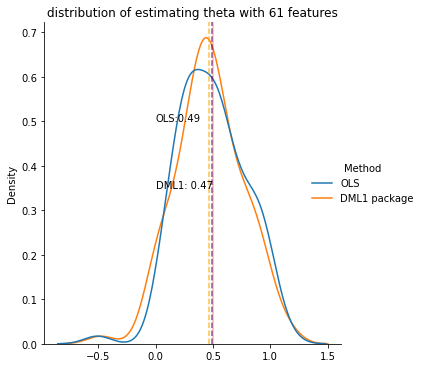 distribution of estimating theta with 61 features
0.7
0.6
0.5
0.4
0.3
0.2
0.1
0.0
Density
OLS:0.49
DML1: 0.47
Method
OLS
DML1 package
−0.5 0.0 0.5 1.0 1.5